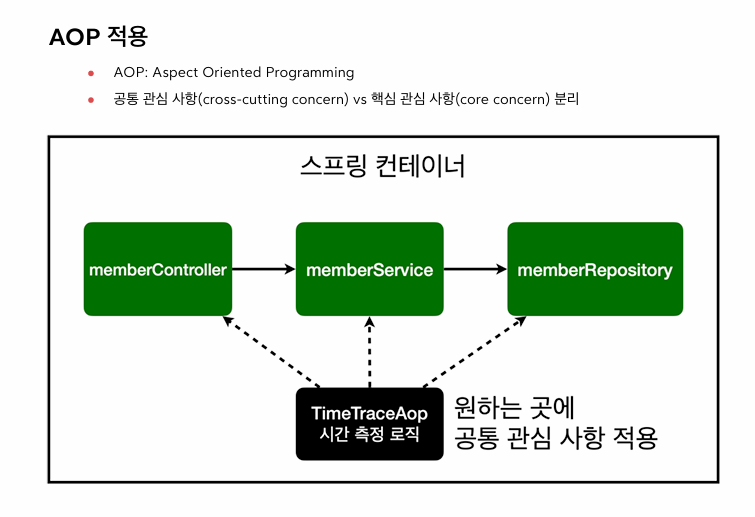 AOP 적용
AOP: Aspect Oriented Programming
공통 관심 사항(cross-cutting concern) vs 핵심 관심 사항(core concern) 분리
스프링 컨테이너
memberController
memberService
memberRepository
TimeTraceAop
시간 측정 로직
원하는 곳에
공통 관심 사항 적용